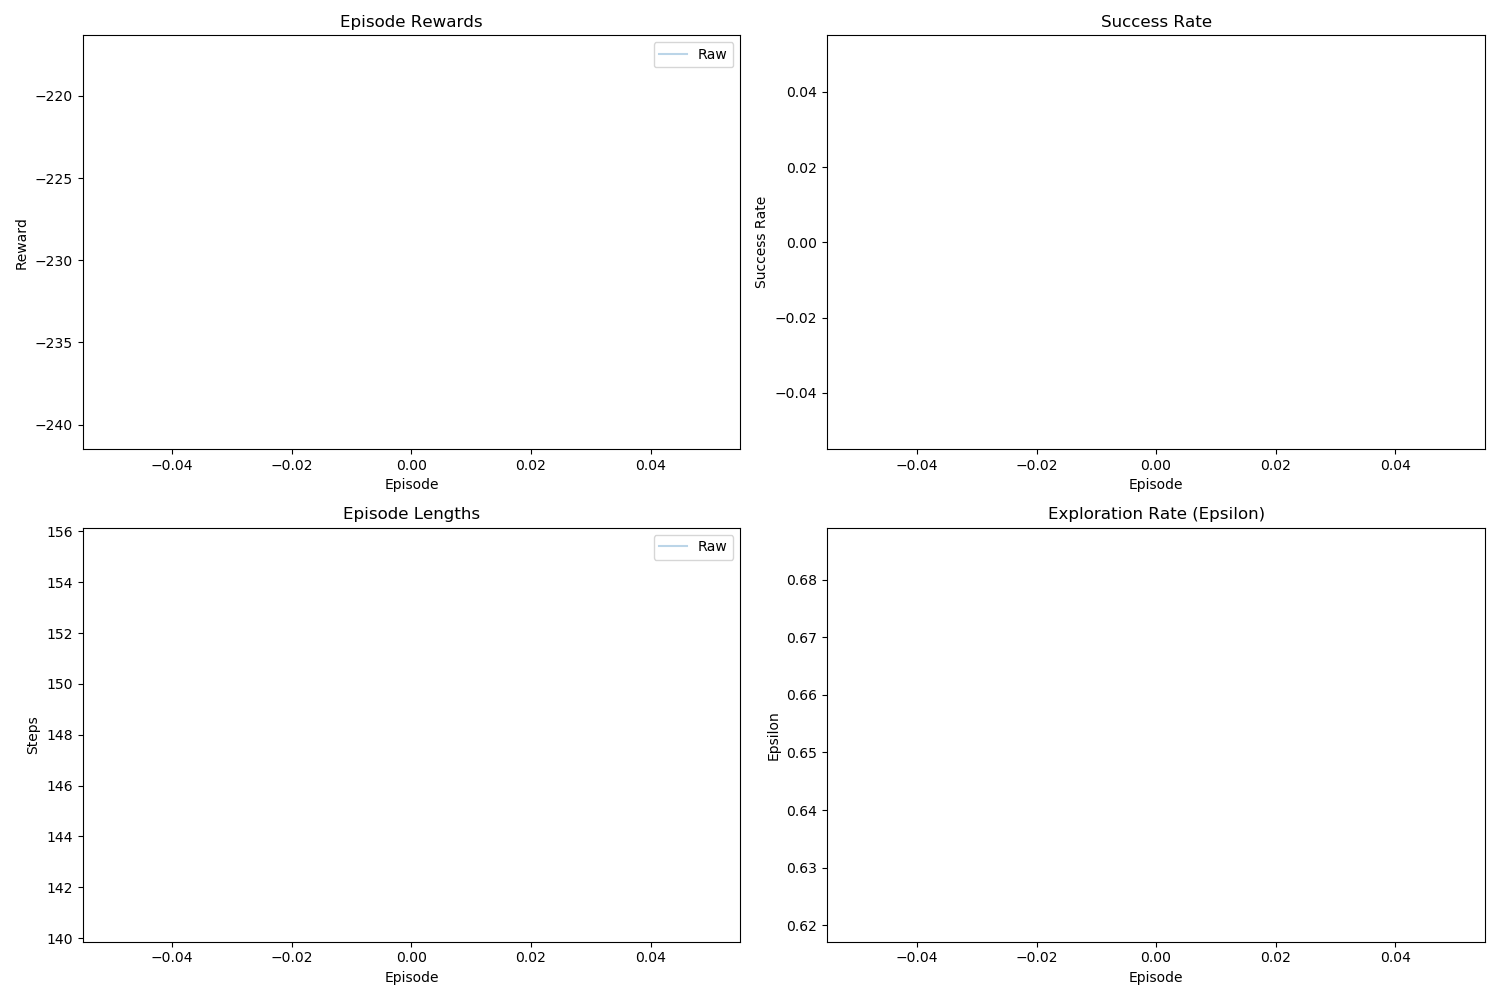 Episode Rewards
Raw
−220
−225
−230
−235
−240
Reward
−0.04 −0.02 0.00 0.02 0.04
Episode
Success Rate
0.04
0.02
0.00
−0.02
−0.04
Success Rate
−0.04 −0.02 0.00 0.02 0.04
Episode
Episode Lengths
Raw
156
154
152
150
148
146
144
142
140
Steps
−0.04 −0.02 0.00 0.02 0.04
Episode
Exploration Rate (Epsilon)
0.68
0.67
0.66
0.65
0.64
0.63
0.62
Epsilon
−0.04 −0.02 0.00 0.02 0.04
Episode